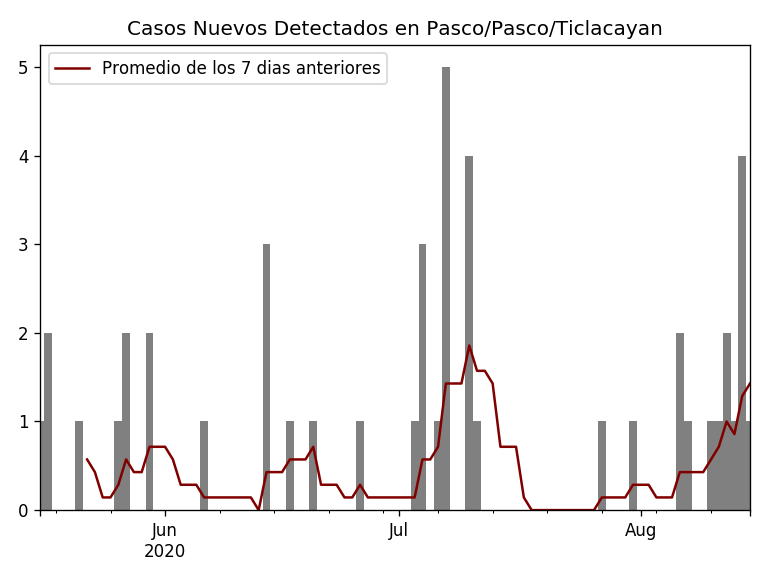 Casos Nuevos Detectados en Pasco/Pasco/Ticlacayan
Promedio de los 7 dias anteriores
5
4
3
2
1
0
Jun
2020
Jul
Aug